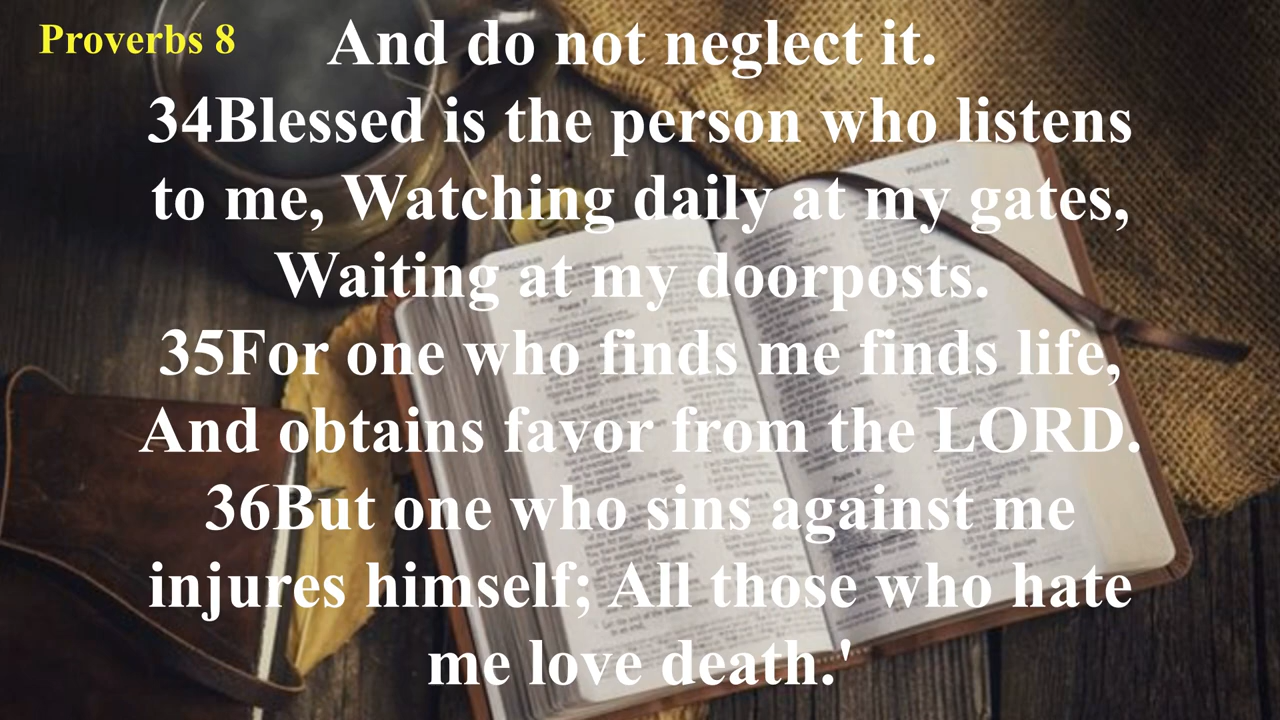 Proverbs 8
And do not neglect it.
34Blessed is the person who listens
to me, Watching daily at my gates,
Waiting at my doorposts.
35For one who finds me finds life,
And obtains favor from the LORD.
36But one who sins against me
injures himself; All those who hate
me love death.'